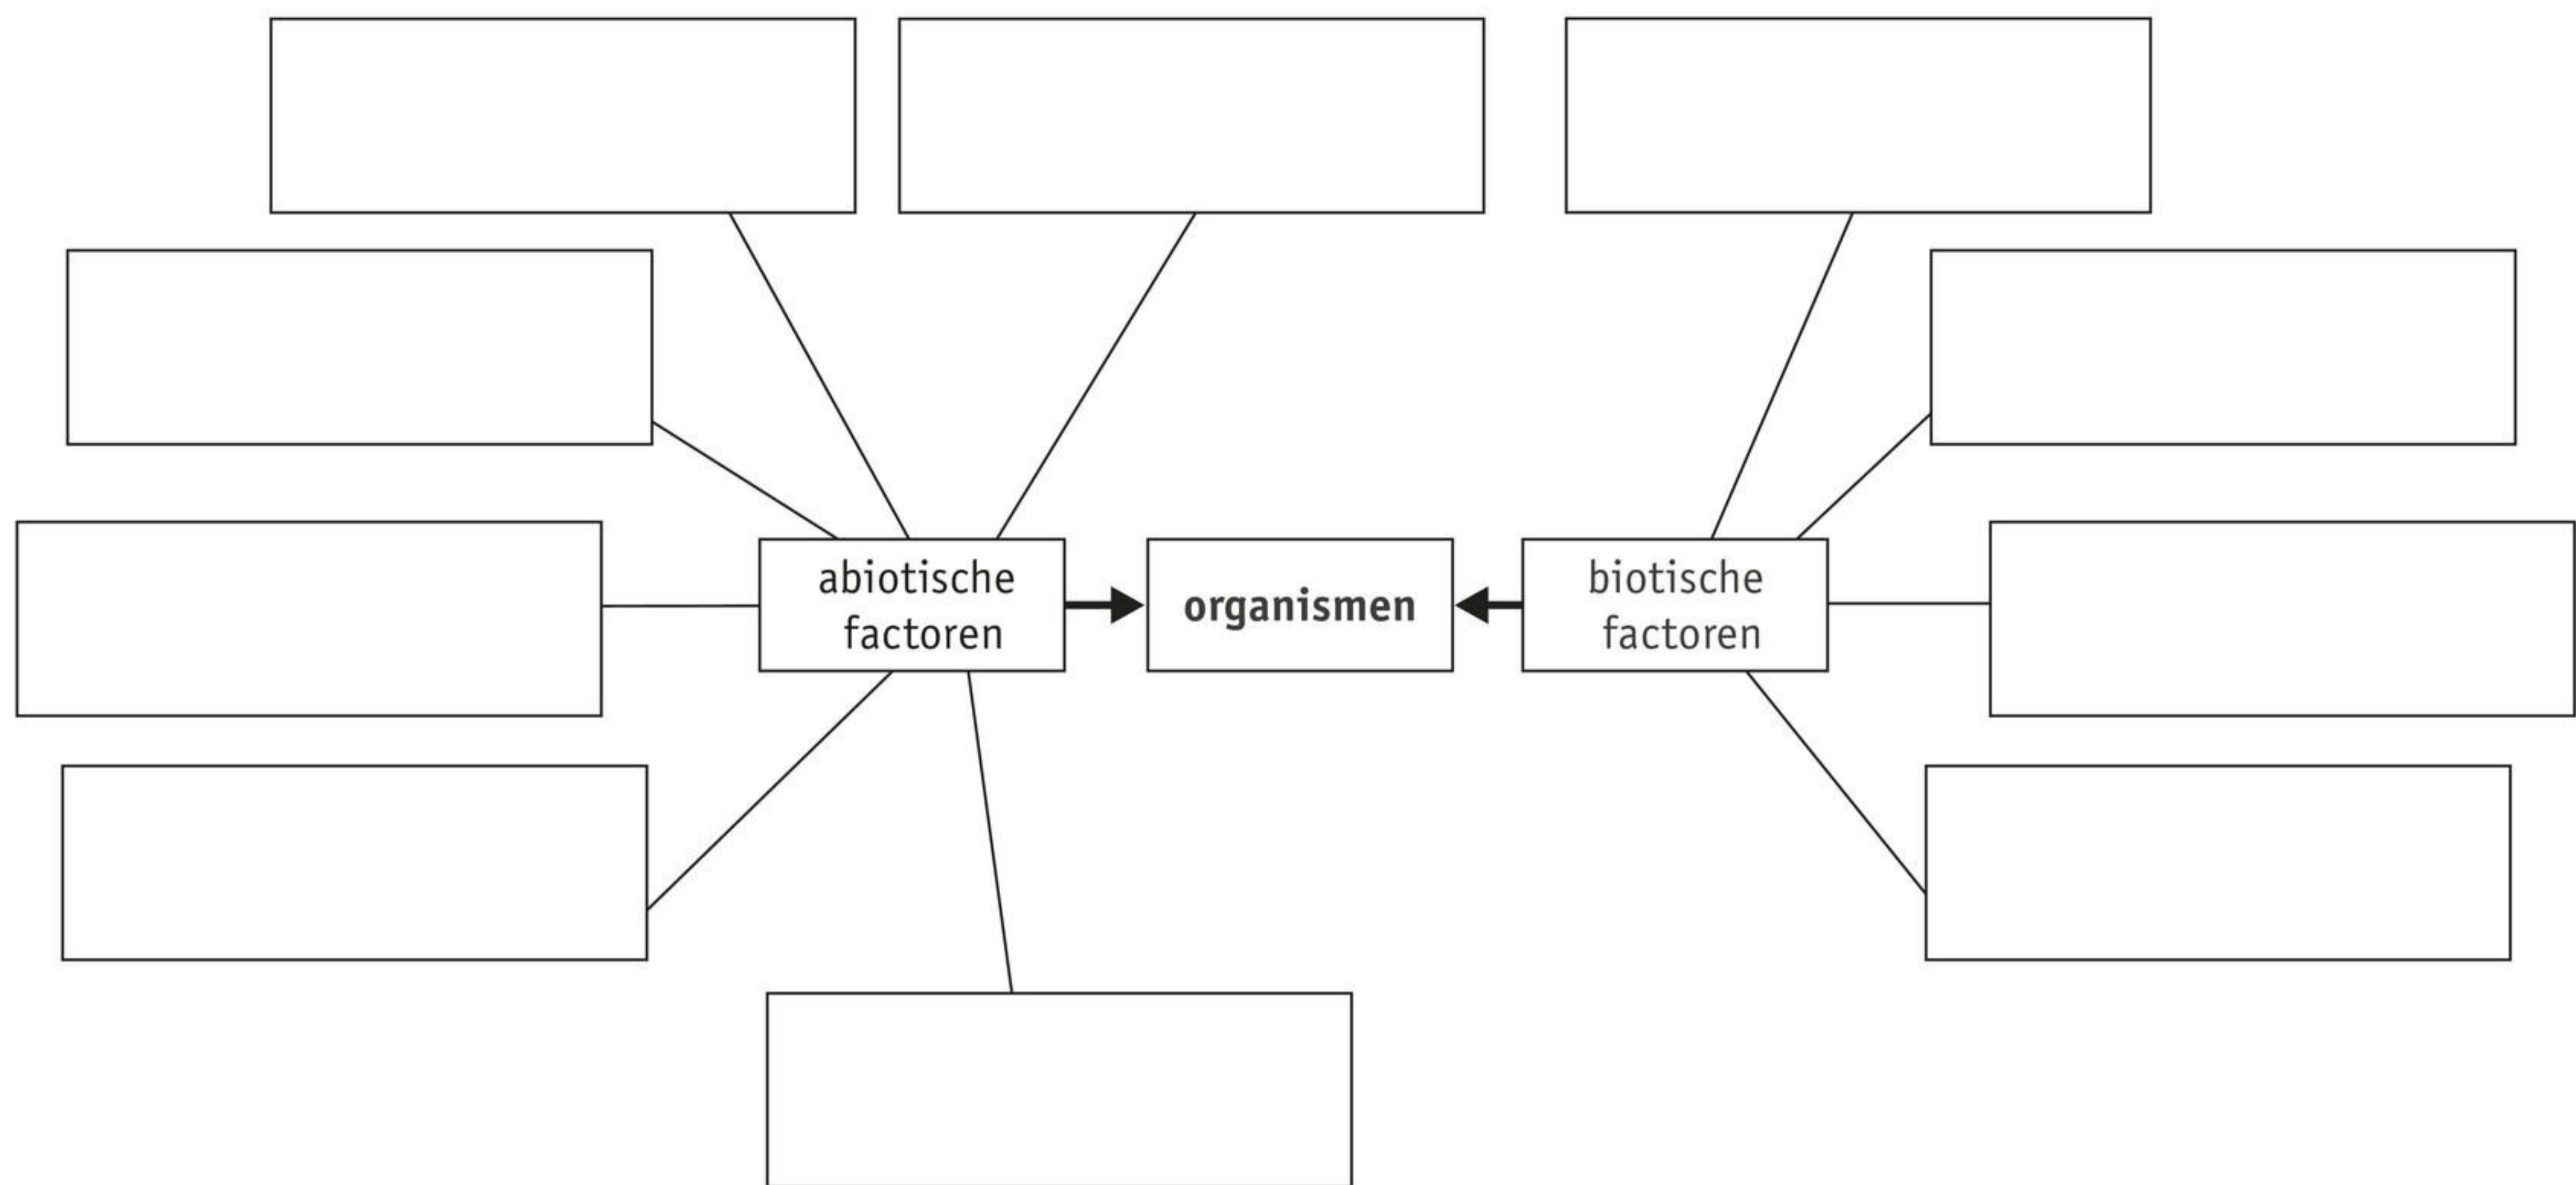 abiotische
factoren
organismen
biotische
factoren